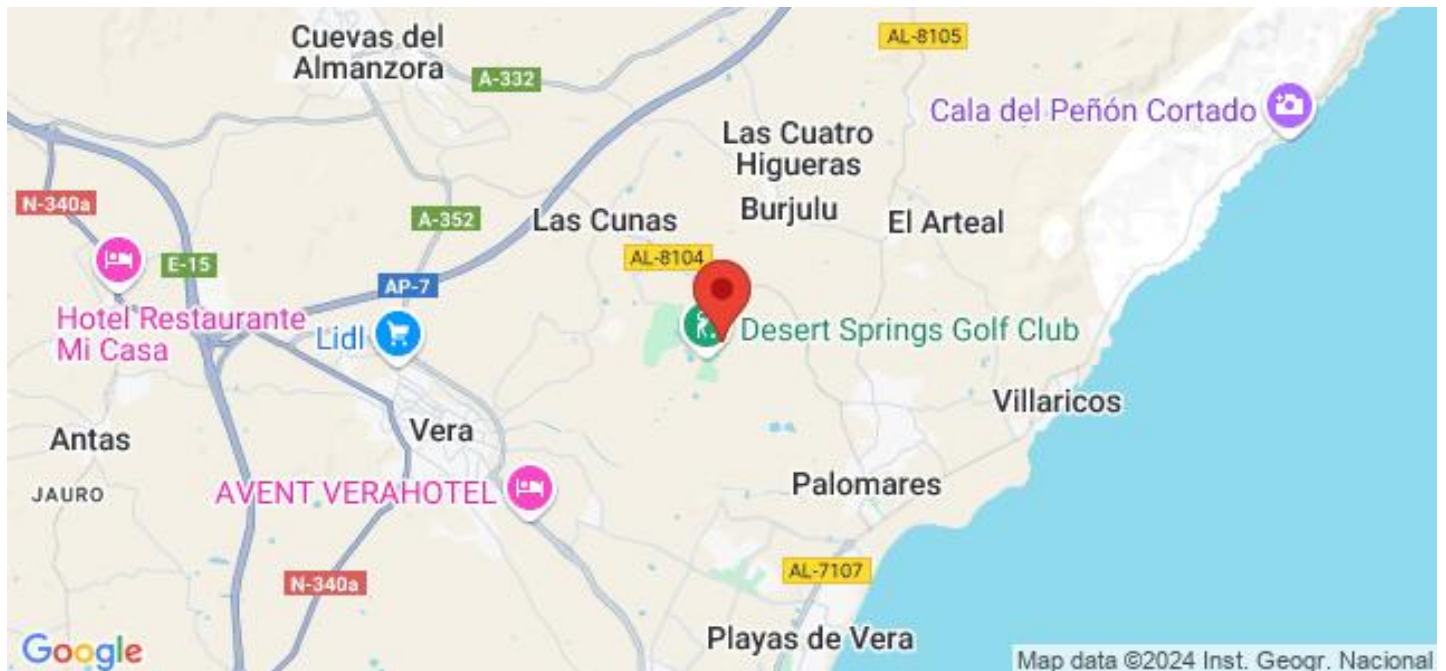 Cuevas del
Almanzora
AL-8105
A-332
Cala del Peñón Cortado
Las Cuatro
Higueras
N-340a
A-352
Las Cunas
Burjulu
El Arteal
AL-8104
E-15
AP-7
Hotel Restaurante
Mi Casa
Lidl
Desert Springs Golf Club
Villaricos
Antas
Vera
JAURO
AVENT VERAHOTEL
Palomares
N-340a
AL-7107
Playas de Vera
Google
Map data ©2024 Inst. Geogr. Nacional